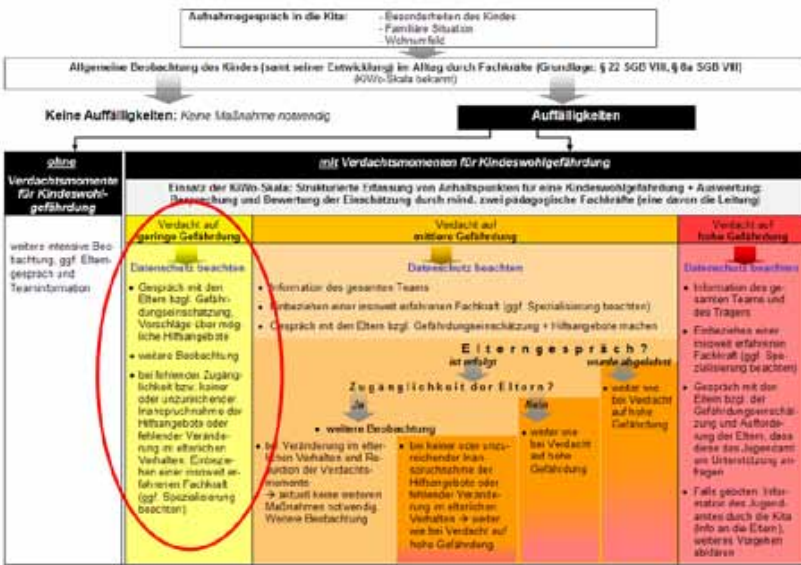 Aufnahmegespräch in die Kita:
- Besonderheiten des Kindes
- Familiäre Situation
- Wohnumfeld
Allgemeine Beobachtung des Kindes (samt seiner Entwicklung) im Alltag durch Fachkräfte (Grundlage: § 22 SGB VIII, § 8a SGB VIII)
(KiWo-Skala bekannt)
Keine Auffälligkeiten: Keine Maßnahme notwendig
Auffälligkeiten
ohne
Verdachtsmomente
für Kindeswohl-
gefährdung
weitere intensive Beo-
bachtung, ggf. Eltern-
gespräch und
Teaminformation
mit Verdachtsmomenten für Kindeswohlgefährdung
Einsatz der KiWo-Skala: Strukturierte Erfassung von Anhaltspunkten für eine Kindeswohlgefährdung + Auswertung:
Besprechung und Bewertung der Einschätzung durch mind. zwei pädagogische Fachkräfte (eine davon die Leitung)
Verdacht auf
geringe Gefährdung
Datenschutz beachten
• Gespräch mit den
Eltern bzgl. Gefähr-
dungseinschätzung,
Vorschläge über mög-
liche Hilfsangebote
• weitere Beobachtung
• bei fehlender Zugäng-
lichkeit bzw. keiner
oder unzureichender
Inanspruchnahme der
Hilfsangebote oder
fehlender Verände-
rung im elterlichen
Verhalten: Einbezie-
hen einer insoweit er-
fahrenen Fachkraft
(ggf. Spezialisierung
beachten)
Verdacht auf
mittlere Gefährdung
Datenschutz beachten
• Information des gesamten Teams
• Einbeziehen einer insoweit erfahrenen Fachkraft (ggf. Spezialisierung beachten)
• Gespräch mit den Eltern bzgl. Gefährdungseinschätzung + Hilfsangebote machen
Elterngespräch?
ist erfolgt
wurde abgelehnt
Zugänglichkeit der Eltern?
Ja
Nein
• weitere Beobachtung
• bei Veränderung im elter-
lichen Verhalten und Re-
duktion der Verdachts-
momente
→ aktuell keine weiteren
Maßnahmen notwendig.
Weitere Beobachtung
• bei keiner oder unzu-
reichender Inan-
spruchnahme der
Hilfsangebote oder
fehlender Verände-
rung im elterlichen
Verhalten → weiter
wie bei Verdacht auf
hohe Gefährdung
• weiter wie
bei Verdacht
auf hohe
Gefährdung
• weiter wie
bei Verdacht
auf hohe
Gefährdung
Verdacht auf
hohe Gefährdung
Datenschutz beachten
• Information des ge-
samten Teams und
des Trägers
• Einbeziehen einer
insoweit erfahrenen
Fachkraft (ggf. Spe-
zialisierung beachten)
• Gespräch mit den
Eltern bzgl. der
Gefährdungseinschät-
zung und Aufforde-
rung der Eltern, dass
diese das Jugendamt
um Unterstützung an-
fragen
• Falls geboten: Infor-
mation des Jugend-
amtes durch die Kita
(Info an die Eltern),
weiteres Vorgehen
abklären